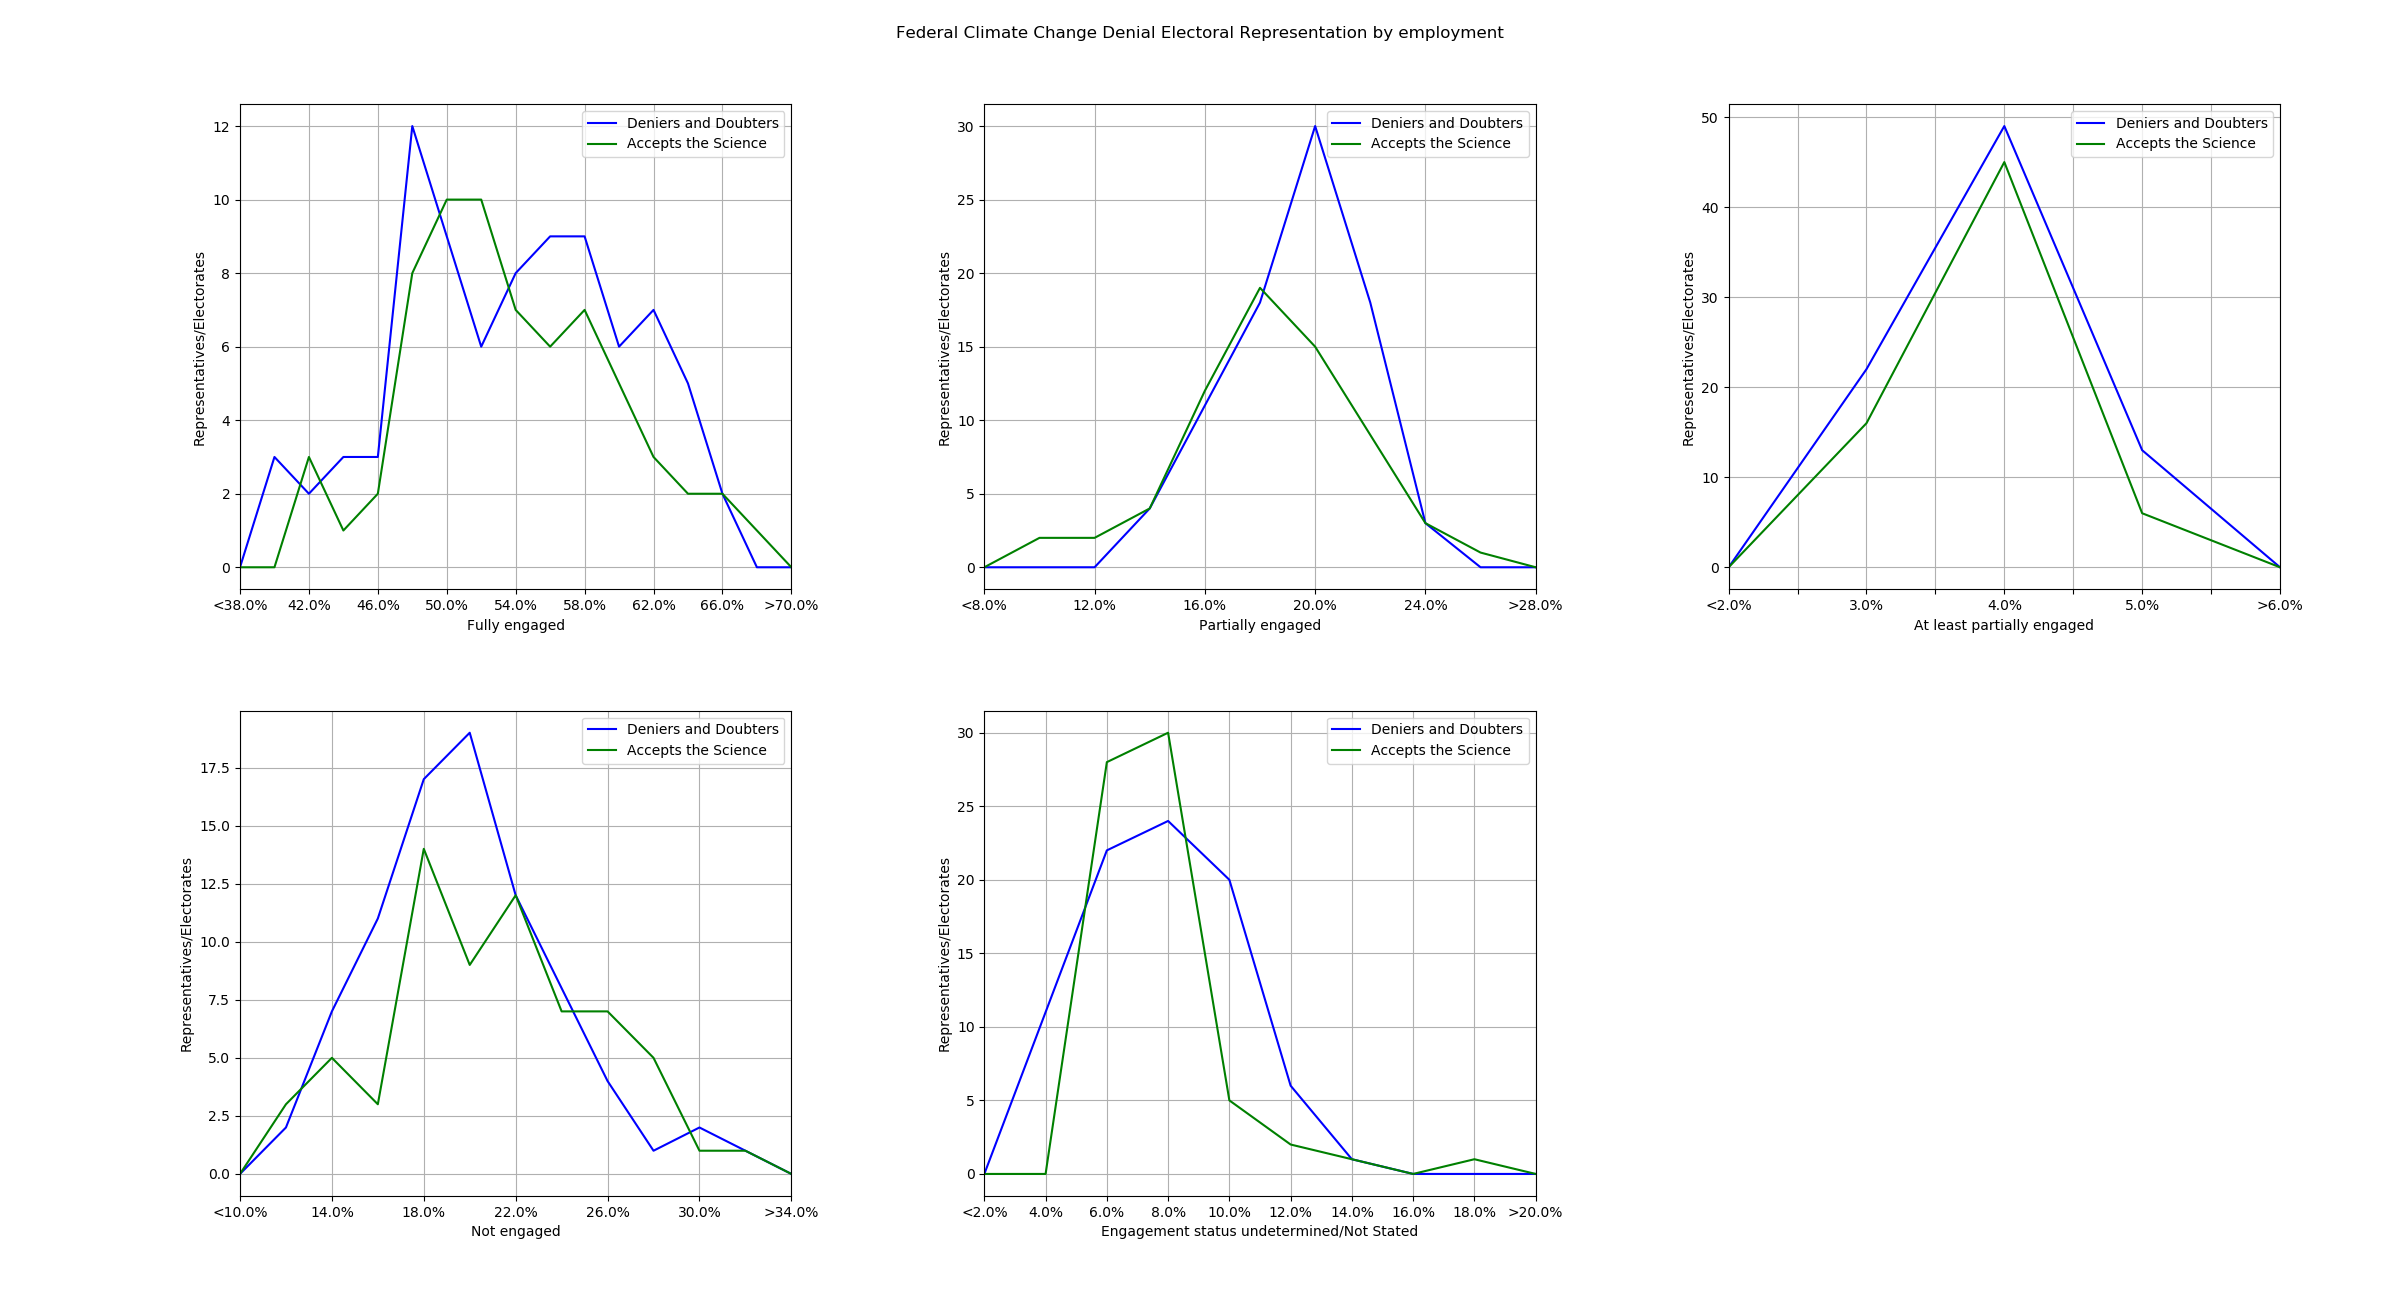 Federal Climate Change Denial Electoral Representation by employment
Deniers and Doubters
Accepts the Science
12
10
8
6
4
2
0
Representatives/Electorates
<38.0% 42.0% 46.0% 50.0% 54.0% 58.0% 62.0% 66.0% >70.0%
Fully engaged
Deniers and Doubters
Accepts the Science
30
25
20
15
10
5
0
Representatives/Electorates
<8.0% 12.0% 16.0% 20.0% 24.0% >28.0%
Partially engaged
Deniers and Doubters
Accepts the Science
50
40
30
20
10
0
Representatives/Electorates
<2.0% 3.0% 4.0% 5.0% >6.0%
At least partially engaged
Deniers and Doubters
Accepts the Science
17.5
15.0
12.5
10.0
7.5
5.0
2.5
0.0
Representatives/Electorates
<10.0% 14.0% 18.0% 22.0% 26.0% 30.0% >34.0%
Not engaged
Deniers and Doubters
Accepts the Science
30
25
20
15
10
5
0
Representatives/Electorates
<2.0% 4.0% 6.0% 8.0% 10.0% 12.0% 14.0% 16.0% 18.0% >20.0%
Engagement status undetermined/Not Stated